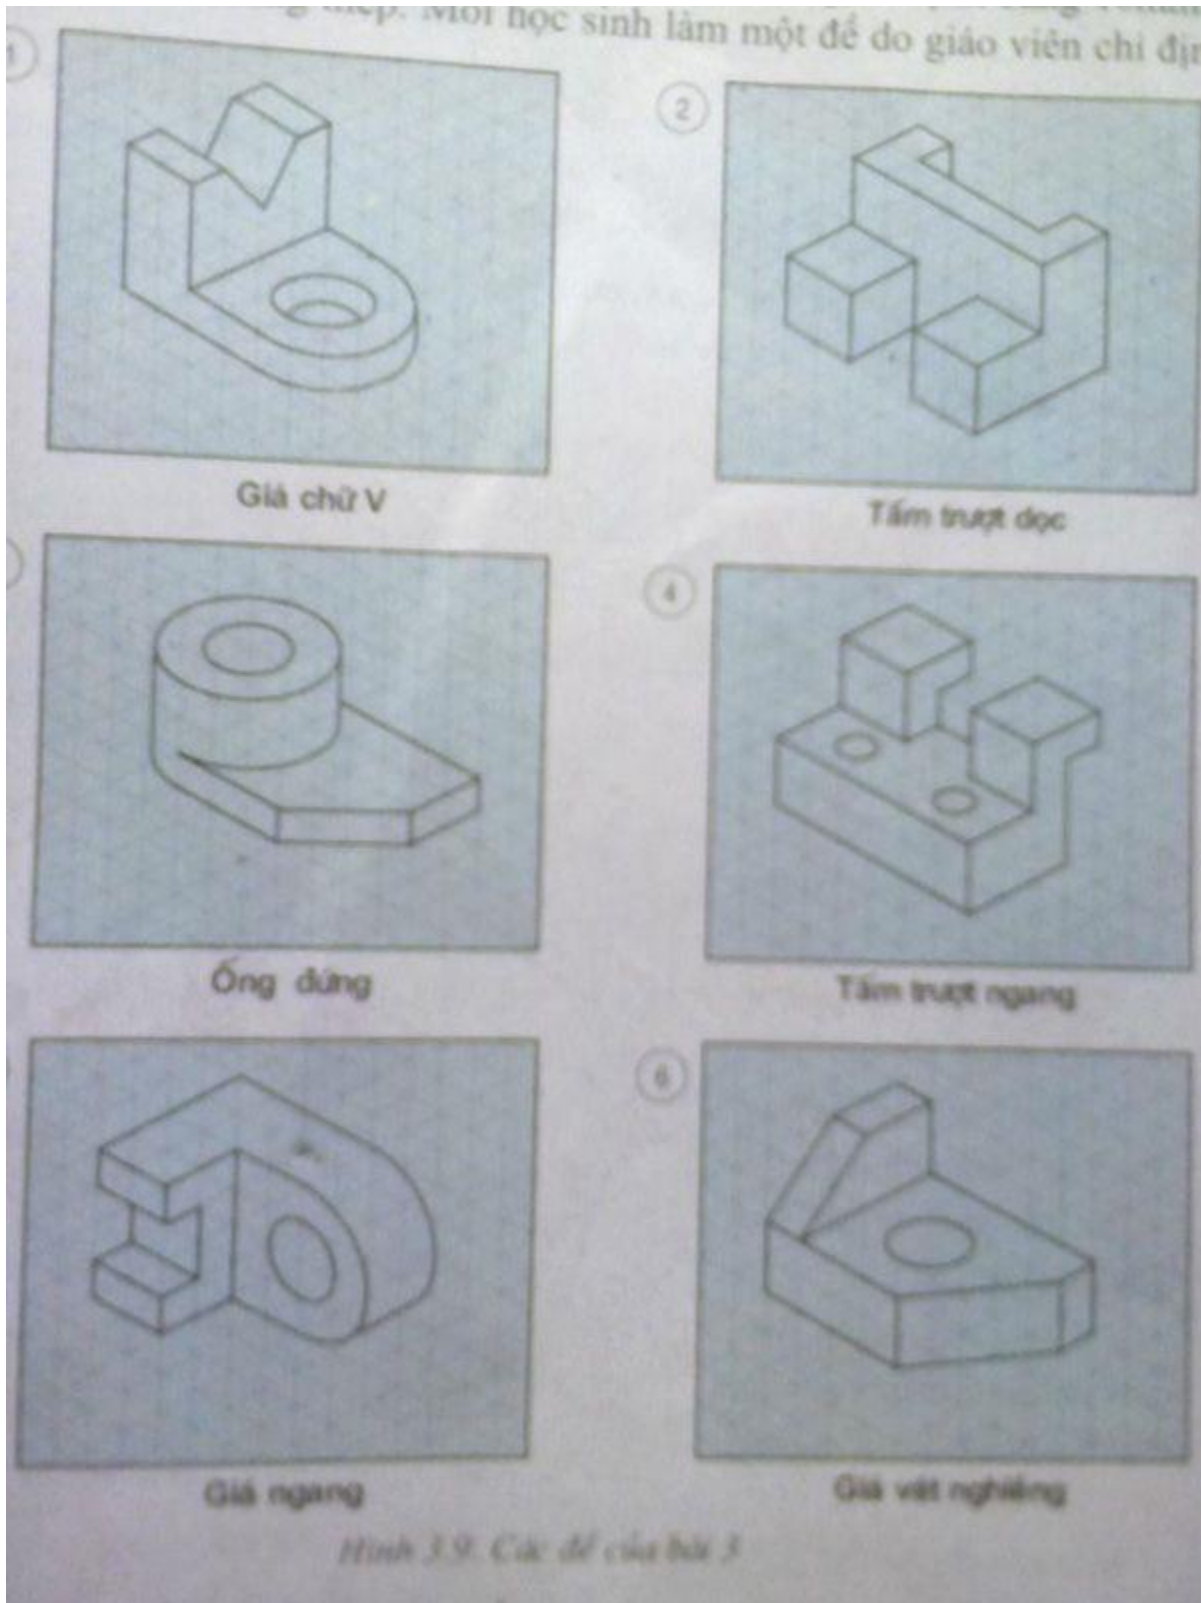 Mỗi học sinh làm một đề do giáo viên chỉ
1
2
Giá chữ V
Tấm trượt dọc
4
Ống đứng
Tấm trượt ngang
6
Giá ngang
Giá vát nghiêng
Hình 3.9. Các đề của bài 3